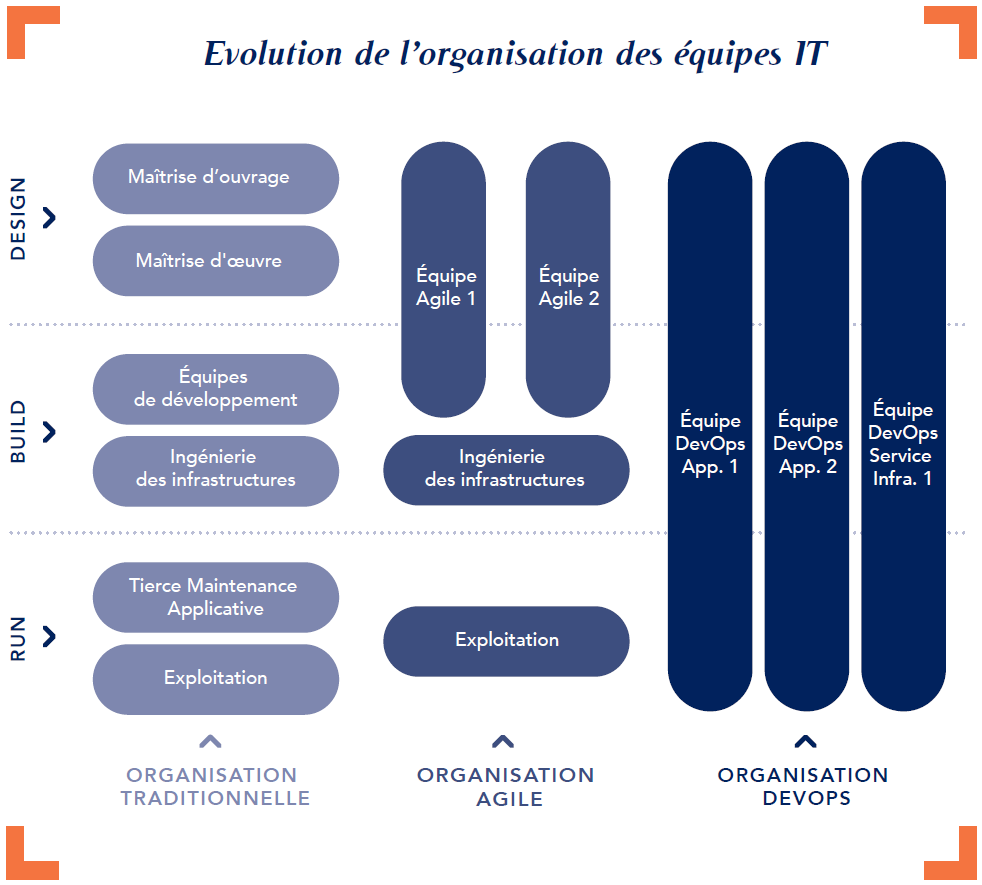 Evolution de l’organisation des équipes IT
DESIGN
Maîtrise d’ouvrage
Maîtrise d'œuvre
Équipe
Agile 1
Équipe
Agile 2
BUILD
Équipes
de développement
Ingénierie
des infrastructures
Ingénierie
des infrastructures
Équipe
DevOps
App. 1
Équipe
DevOps
App. 2
Équipe
DevOps
Service
Infra. 1
RUN
Tierce Maintenance
Applicative
Exploitation
Exploitation
ORGANISATION
TRADITIONNELLE
ORGANISATION
AGILE
ORGANISATION
DEVOPS